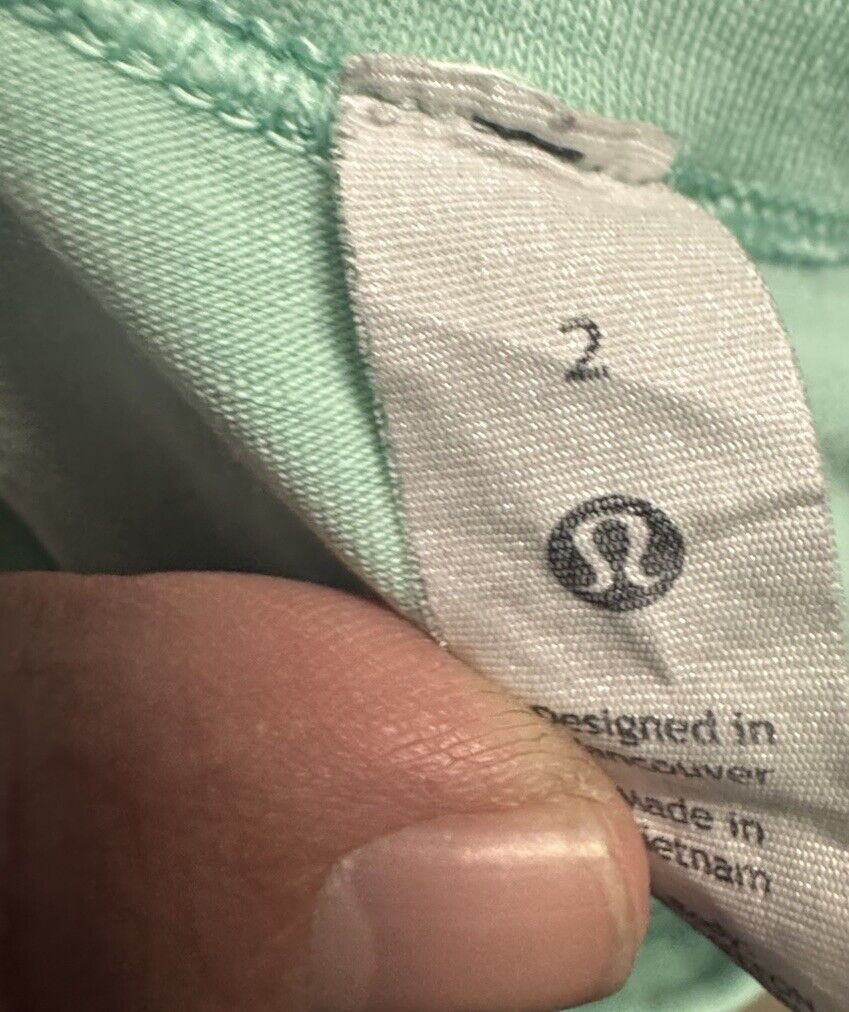 2
Designed in
Vancouver
Made in
Vietnam